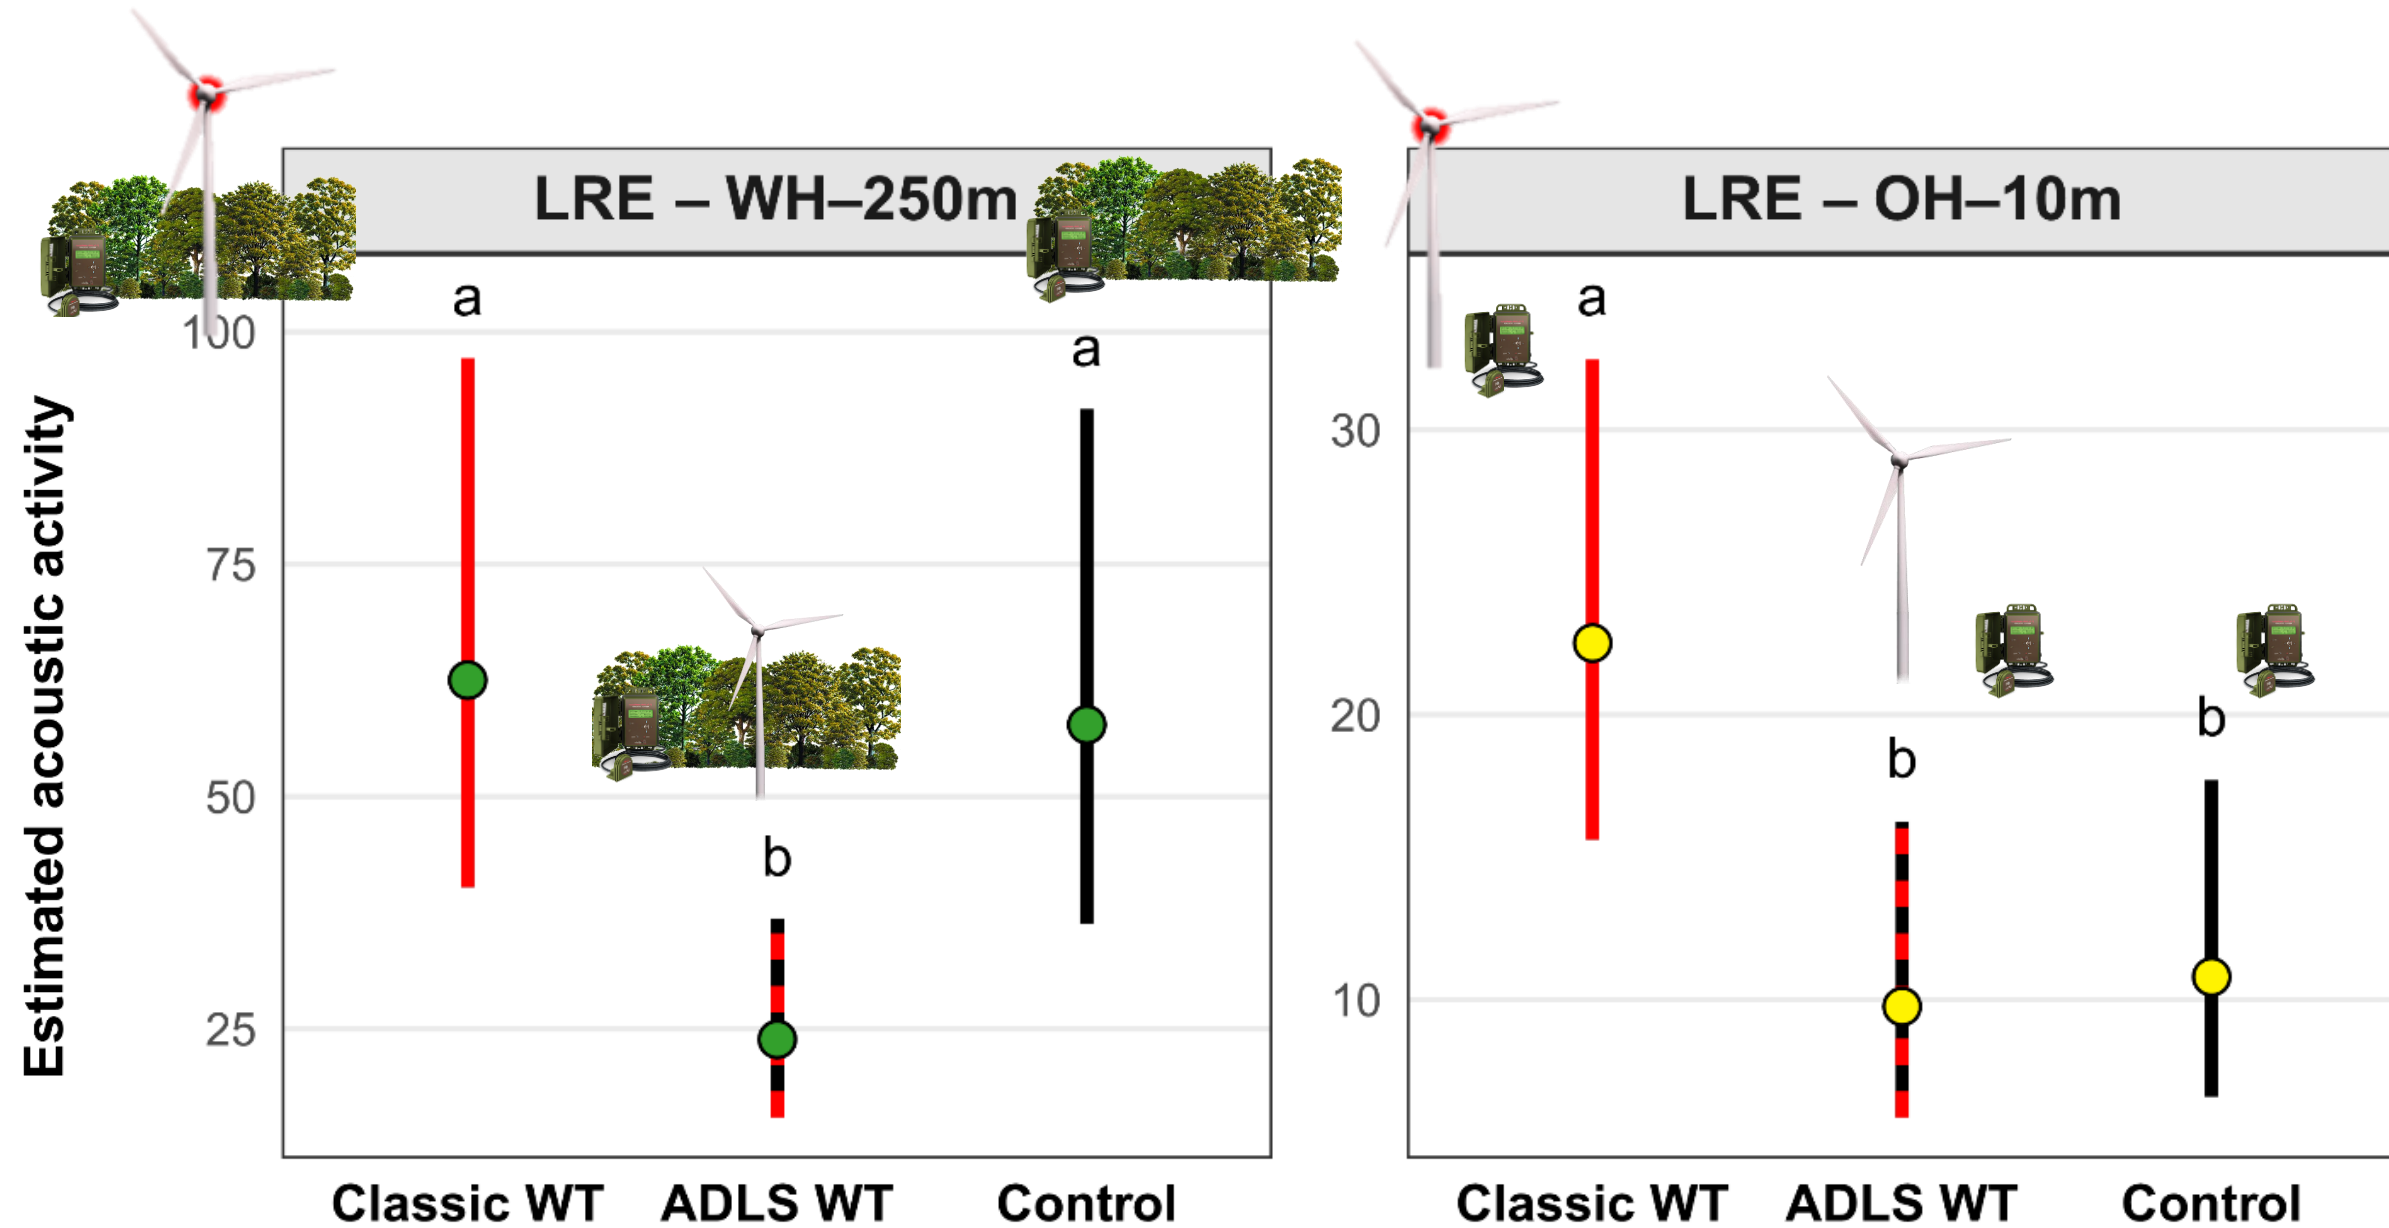 LRE – WH–250m
LRE – OH–10m
Estimated acoustic activity
100
75
50
25
a
b
a
30
20
10
a
b
b
Classic WT
ADLS WT
Control
Classic WT
ADLS WT
Control